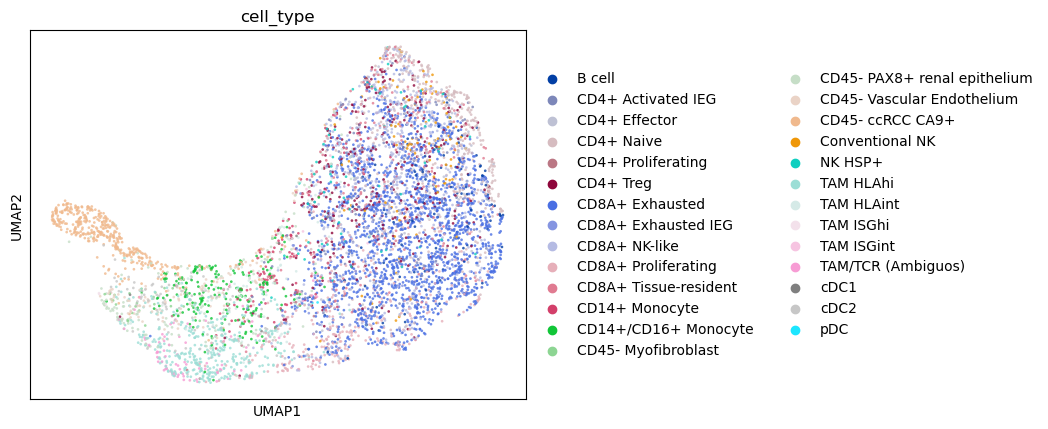 cell_type
UMAP2
UMAP1
B cell
CD4+ Activated IEG
CD4+ Effector
CD4+ Naive
CD4+ Proliferating
CD4+ Treg
CD8A+ Exhausted
CD8A+ Exhausted IEG
CD8A+ NK-like
CD8A+ Proliferating
CD8A+ Tissue-resident
CD14+ Monocyte
CD14+/CD16+ Monocyte
CD45- Myofibroblast
CD45- PAX8+ renal epithelium
CD45- Vascular Endothelium
CD45- ccRCC CA9+
Conventional NK
NK HSP+
TAM HLAhi
TAM HLAint
TAM ISGhi
TAM ISGint
TAM/TCR (Ambiguos)
cDC1
cDC2
pDC